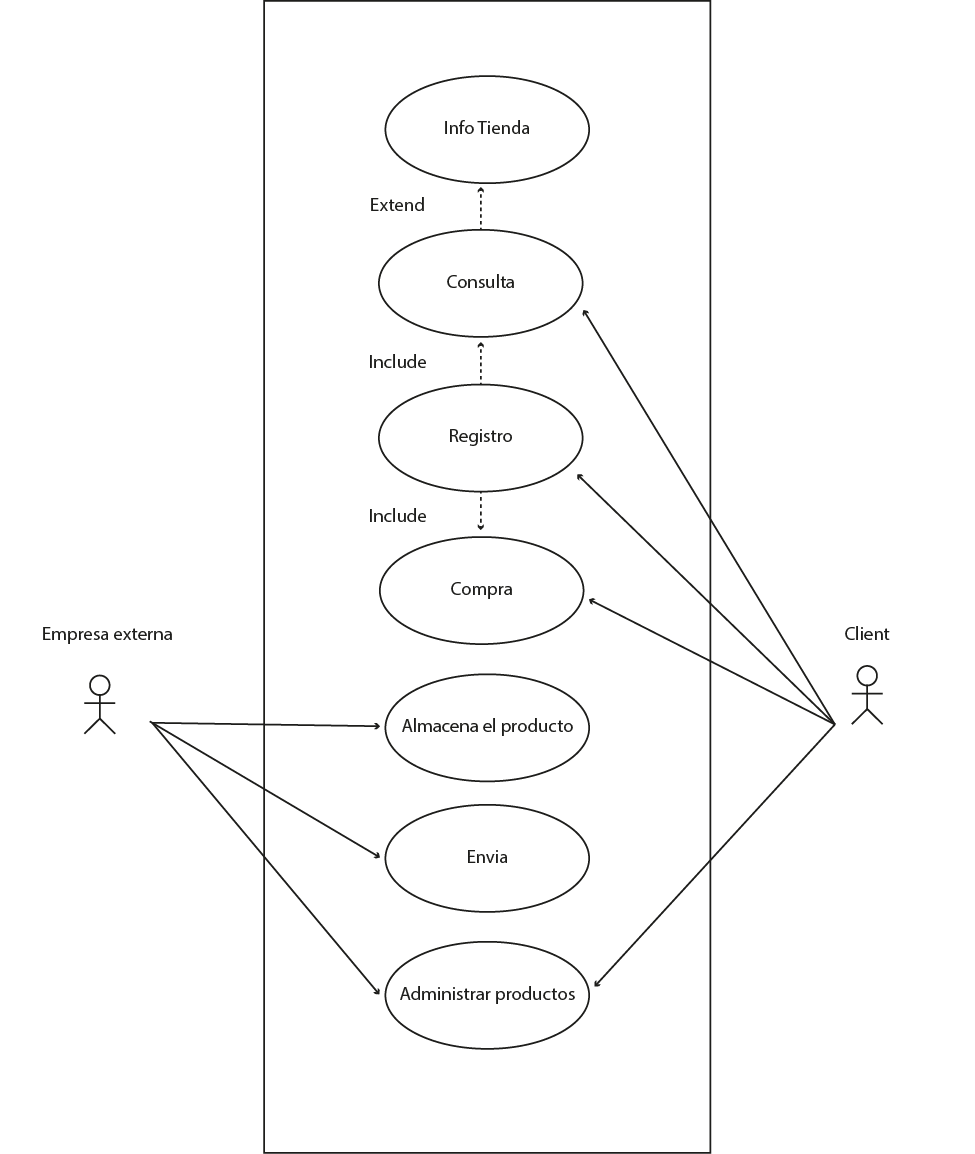 Info Tienda
Extend
Consulta
Include
Registro
Include
Compra
Empresa externa
Client
Almacena el producto
Envia
Administrar productos